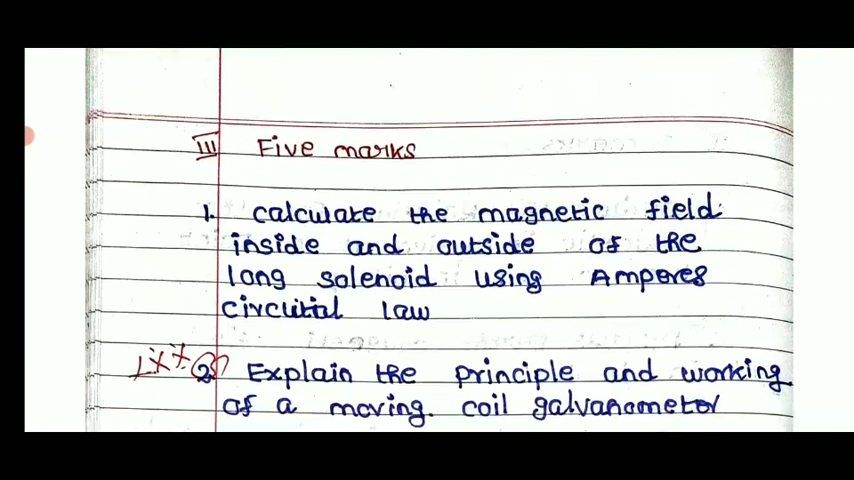 III Five marks
1. calculate the magnetic field
inside and outside of the
long solenoid using Amperes
circuital law
2. Explain the principle and working
of a moving. coil galvanometor